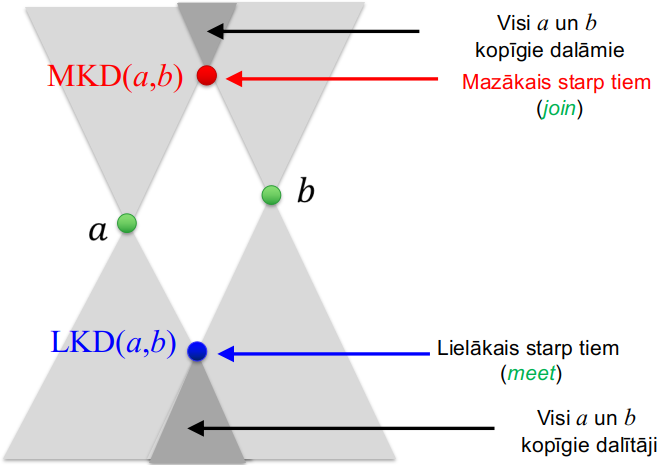 Visi a un b
kopīgie dalāmie
MKD(a,b)
Mazākais starp tiem
(join)
b
a
LKD(a,b)
Lielākais starp tiem
(meet)
Visi a un b
kopīgie dalītāji